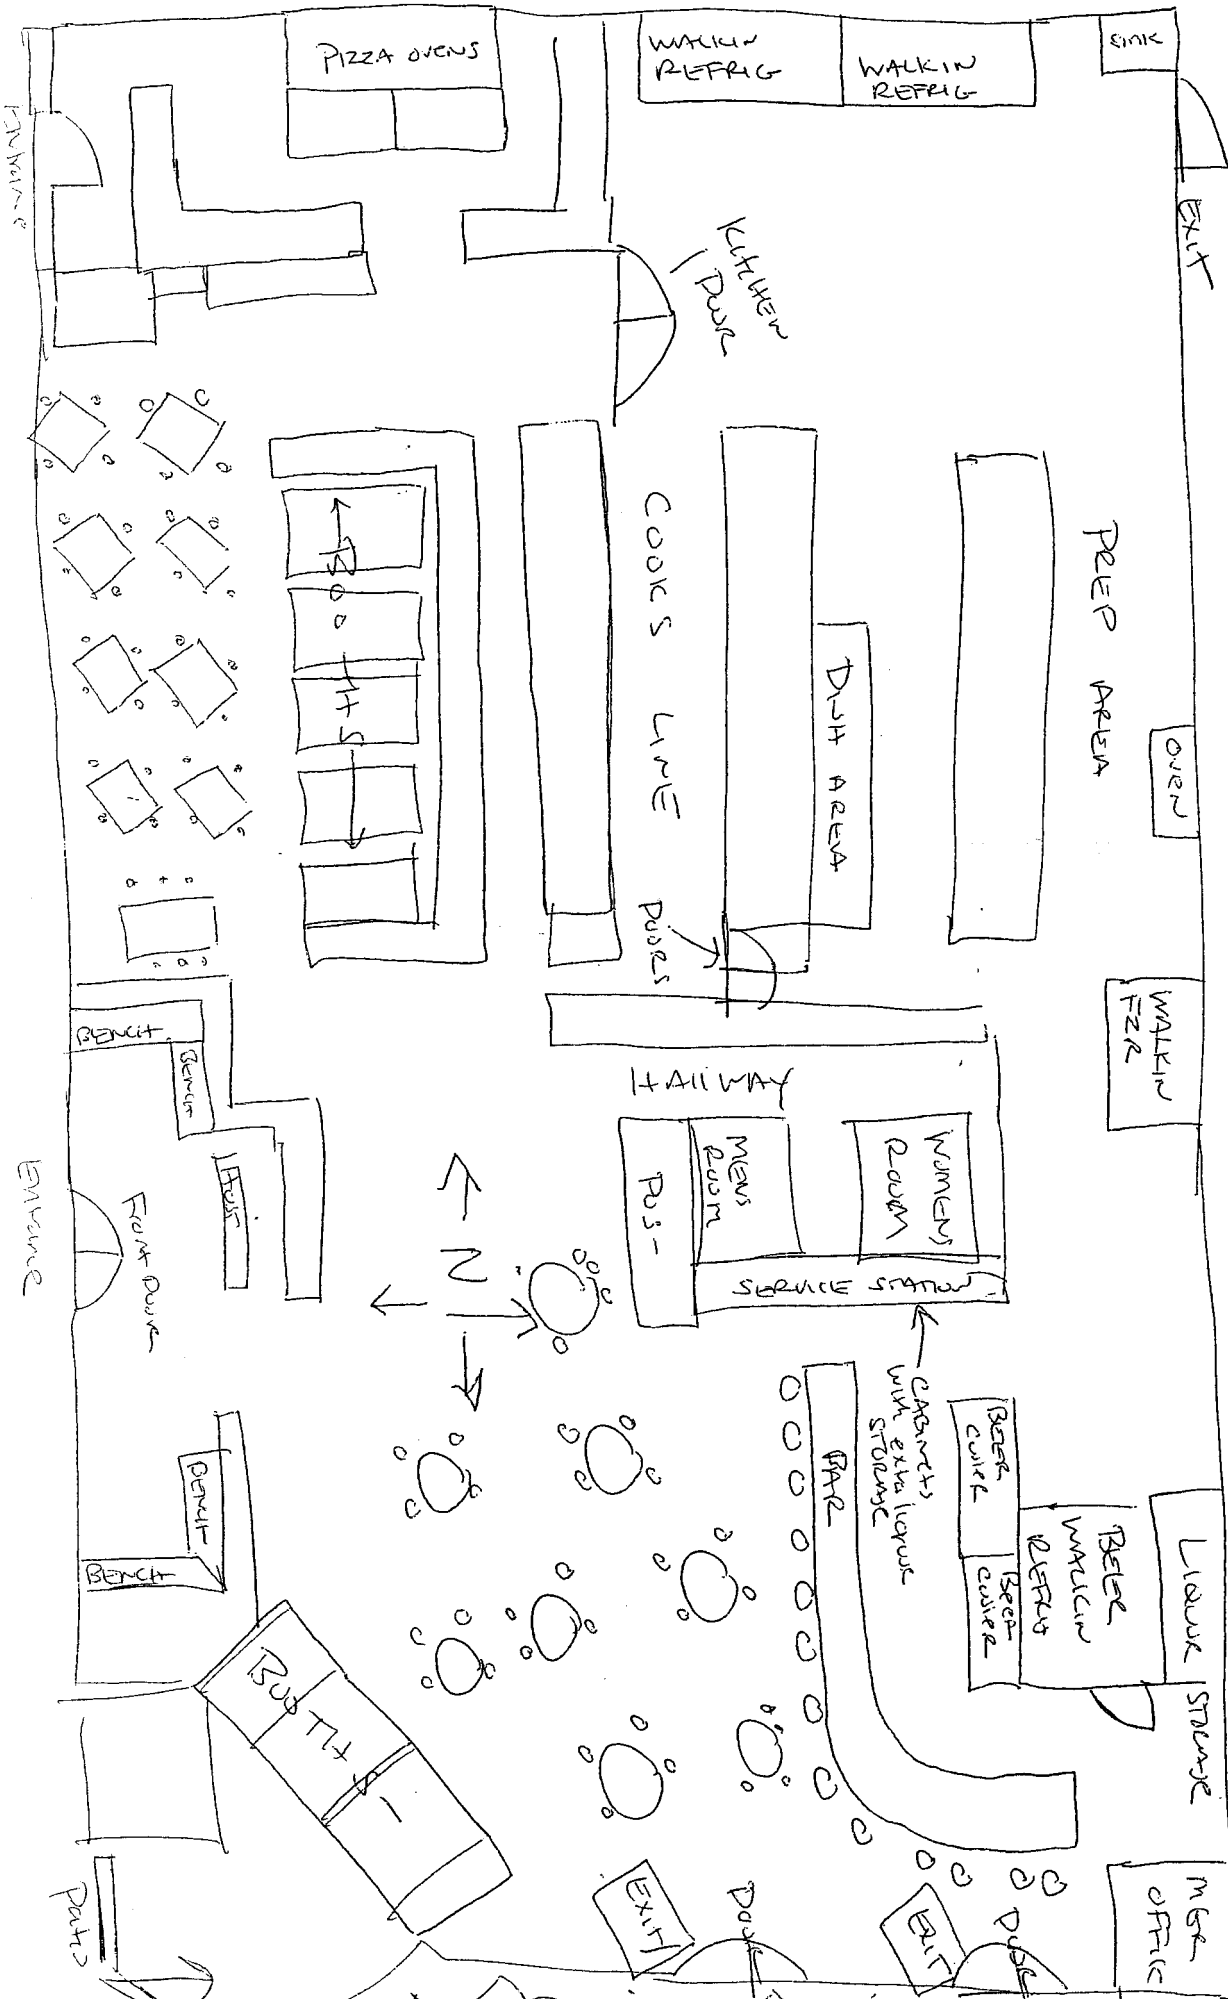 PIZZA OVENS
WALKIN
REFRIG
WALKIN
REFRIG
SINK
Entrance
EXIT
KITCHEN
DOOR
COOKS LINE
PREP AREA
← BOOTHS →
DISH AREA
OVEN
DOORS
WALKIN
FZR
BENCH
BENCH
HALLWAY
MENS
ROOM
WOMENS
ROOM
POS-
HOST
Front Door
Entrance
N
SERVICE STATION
CABINETS
with extra liquor
STORAGE
BEER
COOLER
BAR
BEER
WALKIN
REFRIG
LIQUOR STORAGE
BEER
COOLER
BENCH
BENCH
BOOTHS
EXIT
DOOR
EXIT
DOOR
MGR
OFFICE
Patio